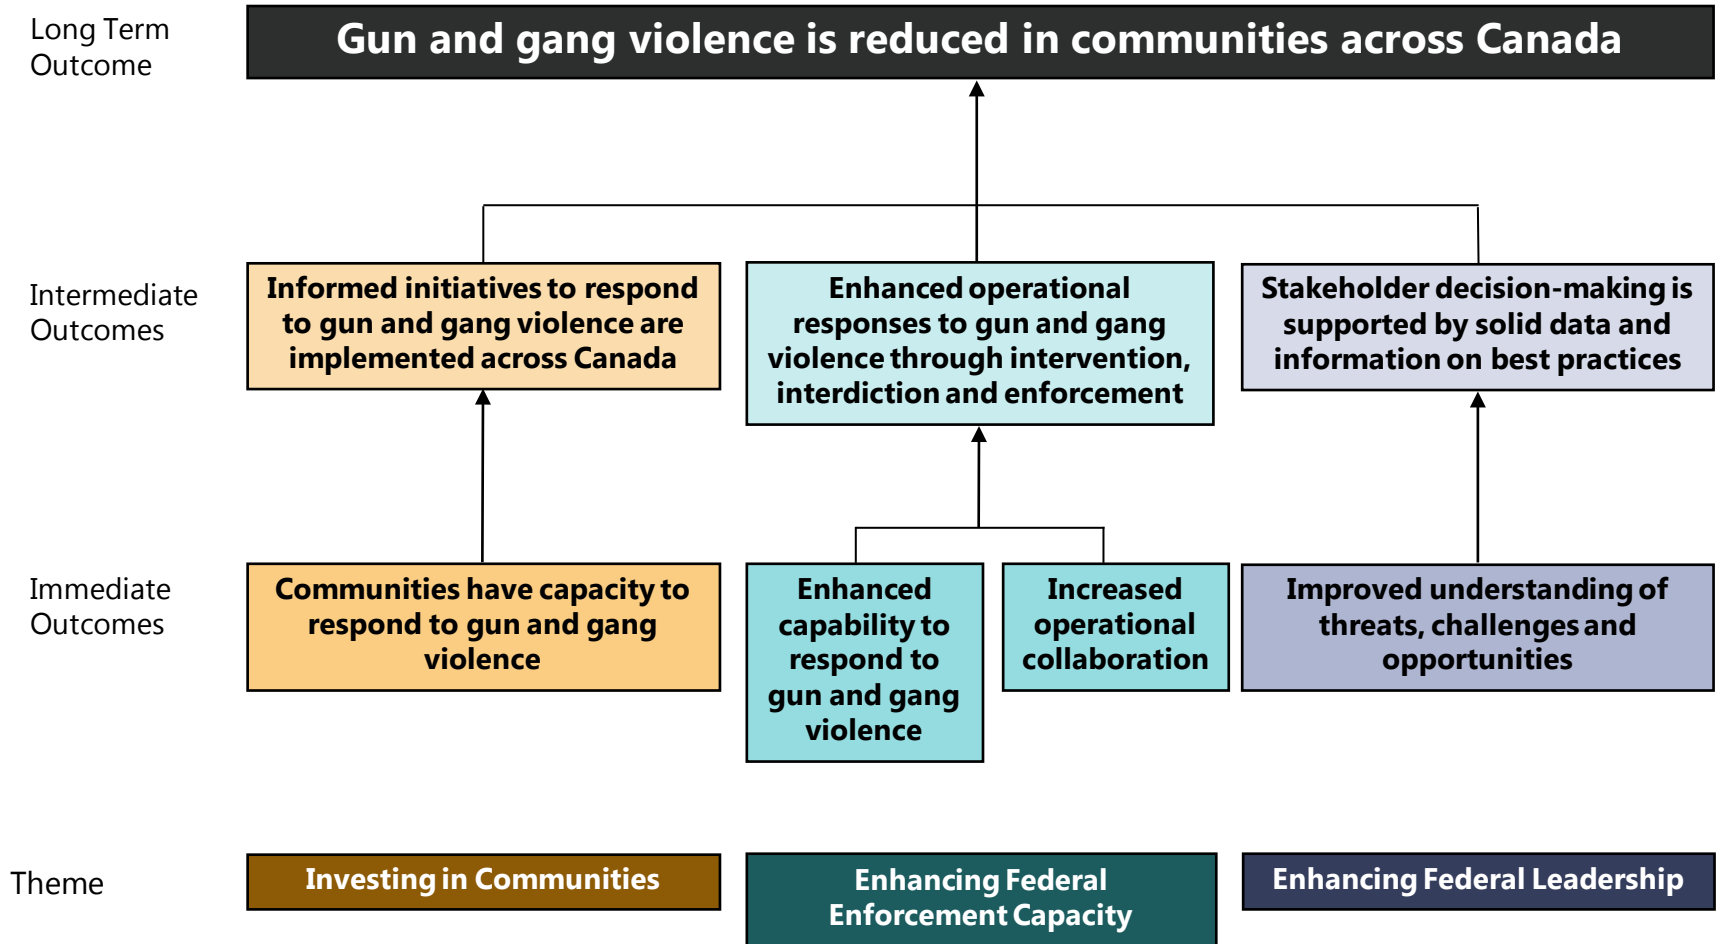 Long Term
Outcome
Gun and gang violence is reduced in communities across Canada
Intermediate
Outcomes
Informed initiatives to respond
to gun and gang violence are
implemented across Canada
Enhanced operational
responses to gun and gang
violence through intervention,
interdiction and enforcement
Stakeholder decision-making is
supported by solid data and
information on best practices
Immediate
Outcomes
Communities have capacity to
respond to gun and gang
violence
Enhanced
capability to
respond to
gun and gang
violence
Increased
operational
collaboration
Improved understanding of
threats, challenges and
opportunities
Theme
Investing in Communities
Enhancing Federal
Enforcement Capacity
Enhancing Federal Leadership